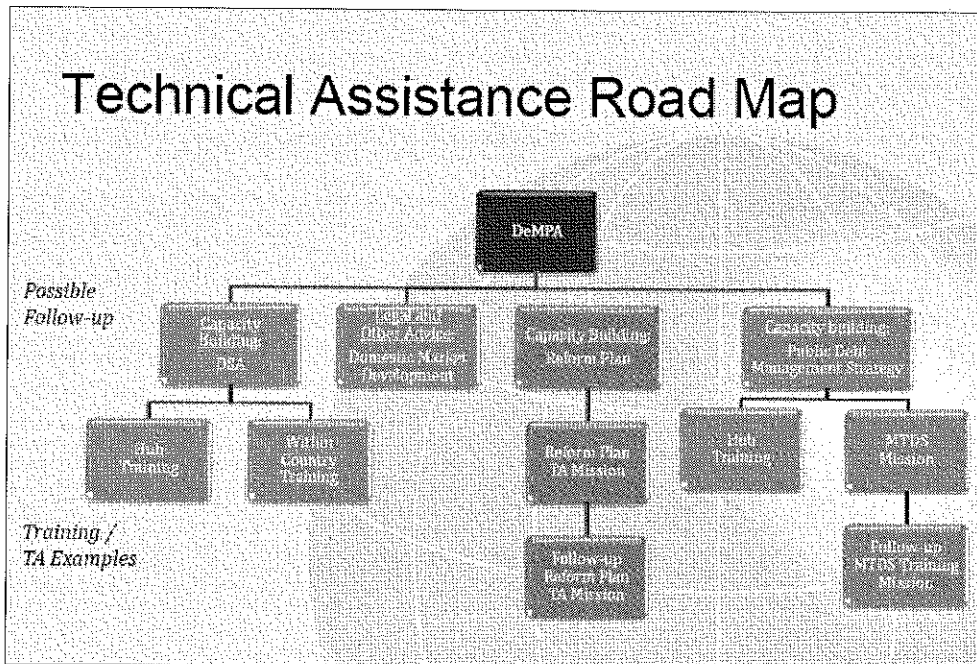 Technical Assistance Road Map
DeMPA
Possible
Follow-up
Capacity
Building:
DSA
Legal and
Other Advice:
Domestic Market
Development
Capacity Building:
Reform Plan
Capacity Building:
Public Debt
Management Strategy
Hub
Training
Within
Country
Training
Reform Plan
TA Mission
Hub
Training
MTDS
Mission
Training /
TA Examples
Follow-up
Reform Plan
TA Mission
Follow up
MTDS Training
Mission